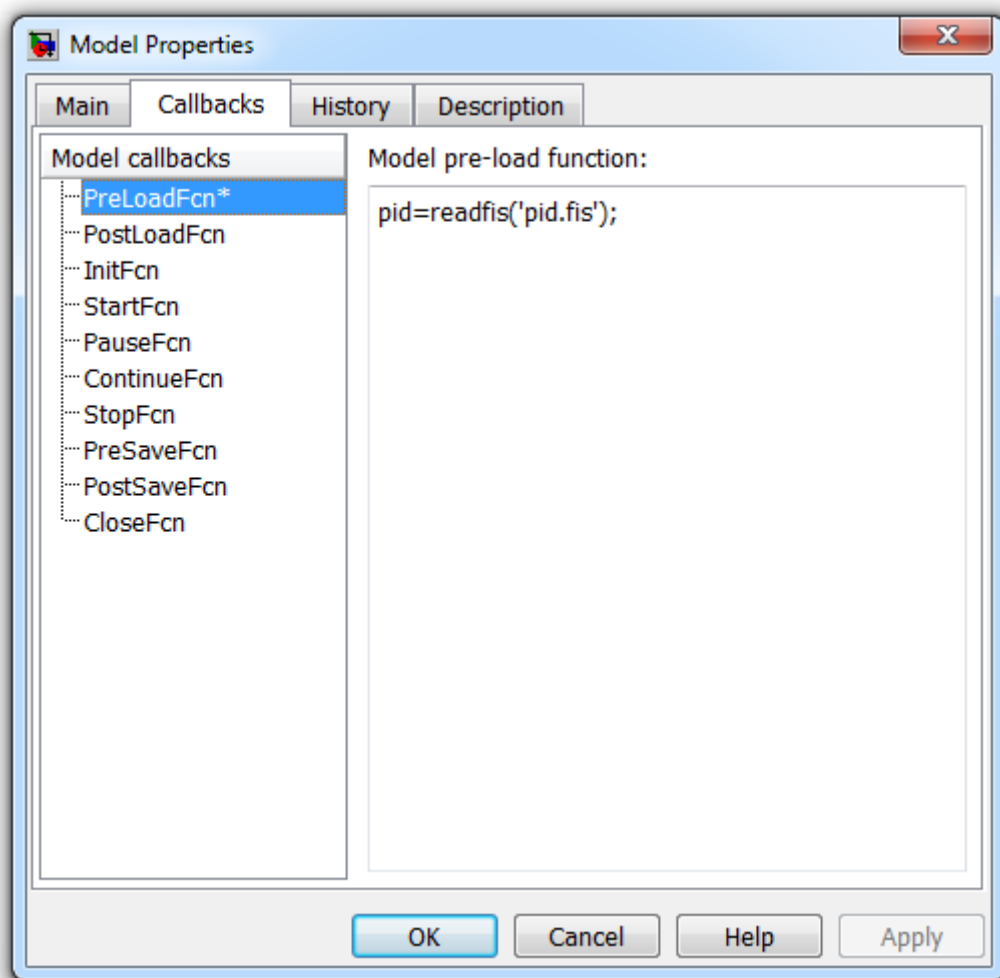 Model Properties
Main Callbacks History Description
Model callbacks
PreLoadFcn*
PostLoadFcn
InitFcn
StartFcn
PauseFcn
ContinueFcn
StopFcn
PreSaveFcn
PostSaveFcn
CloseFcn
Model pre-load function:
pid=readfis('pid.fis');
OK Cancel Help Apply